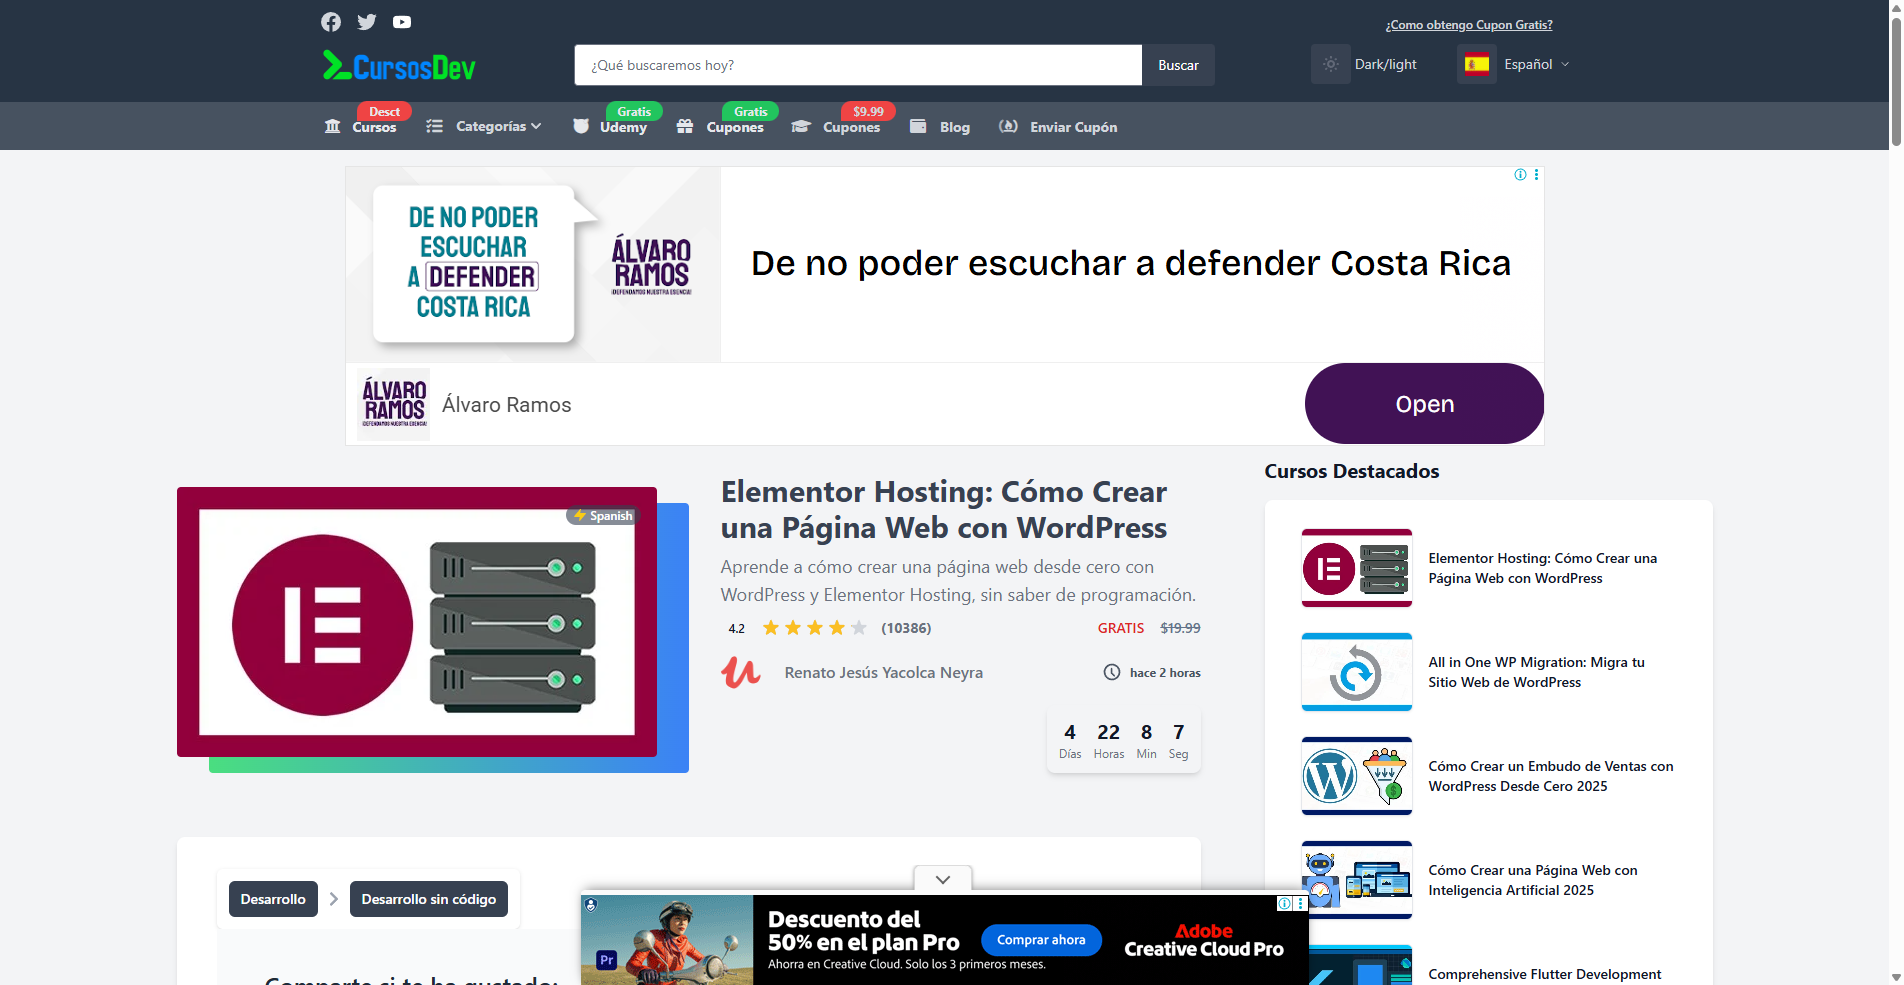 ¿Como obtengo Cupon Gratis?
CursosDev
¿Qué buscaremos hoy?
Buscar
Dark/light
Español
Desct
Gratis
Gratis
$9.99
Cursos
Categorías
Udemy
Cupones
Cupones
Blog
Enviar Cupón
DE NO PODER
ESCUCHAR
A DEFENDER
COSTA RICA
ÁLVARO
RAMOS
¡DEFENDAMOS NUESTRA ESENCIA!
De no poder escuchar a defender Costa Rica
ÁLVARO
RAMOS
¡DEFENDAMOS NUESTRA ESENCIA!
Álvaro Ramos
Open
Spanish
Elementor Hosting: Cómo Crear
una Página Web con WordPress
Aprende a cómo crear una página web desde cero con
WordPress y Elementor Hosting, sin saber de programación.
4.2
(10386)
GRATIS
$19.99
Renato Jesús Yacolca Neyra
hace 2 horas
4
22
8
7
Días
Horas
Min
Seg
Cursos Destacados
Elementor Hosting: Cómo Crear una
Página Web con WordPress
All in One WP Migration: Migra tu
Sitio Web de WordPress
Cómo Crear un Embudo de Ventas con
WordPress Desde Cero 2025
Cómo Crear una Página Web con
Inteligencia Artificial 2025
Comprehensive Flutter Development
Desarrollo
Desarrollo sin código
Comparte si te ha gustado:
Pr
Descuento del
50% en el plan Pro
Ahorra en Creative Cloud. Solo los 3 primeros meses.
Comprar ahora
Adobe
Creative Cloud Pro